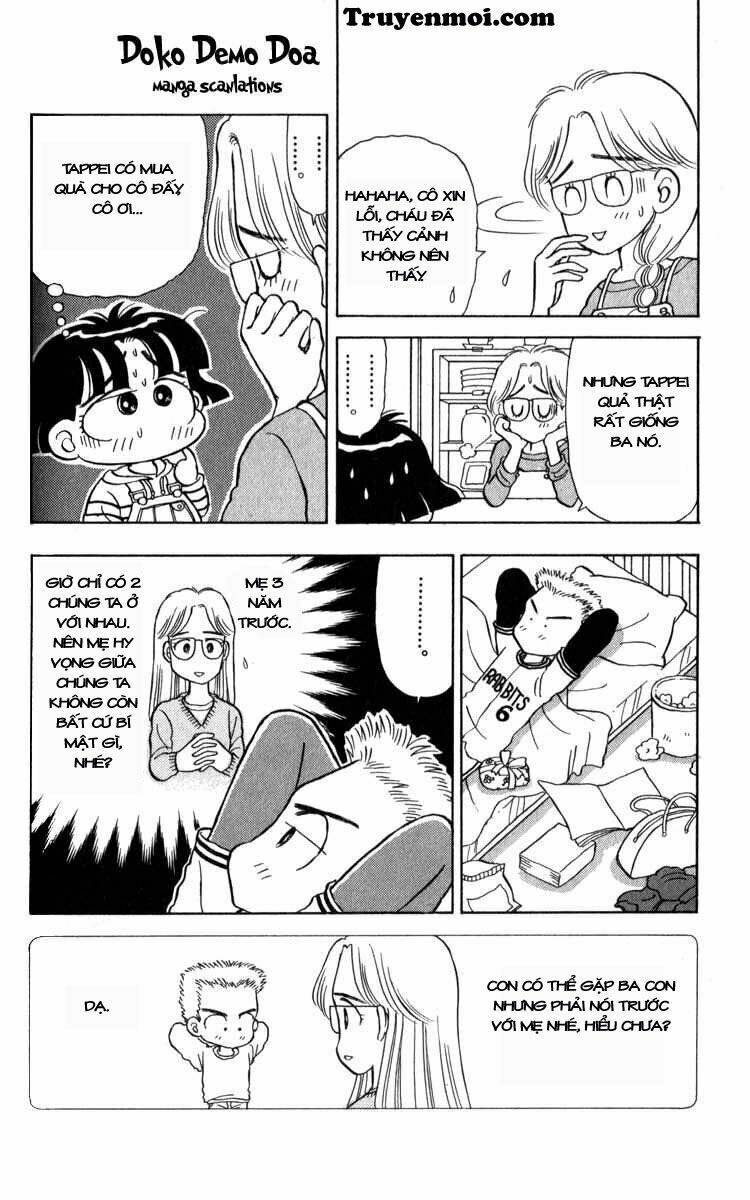 Truyenmoi.com
Doko Demo Doa
manga scanlations
HAHAHA, CÔ XIN
LỖI, CHÁU ĐÃ
THẤY CẢNH
KHÔNG NÊN
THẤY.
TAPPEI CÓ MUA
QUÀ CHO CÔ ĐẤY,
CÔ ƠI...
NHƯNG TAPPEI
QUẢ THẬT
RẤT GIỐNG
BA NÓ.
RABBITS
6
MẸ 3
NĂM
TRƯỚC.
GIỜ CHỈ CÓ 2
CHÚNG TA Ở
VỚI NHAU.
NÊN MẸ HY
VỌNG GIỮA
CHÚNG TA
KHÔNG CÒN
BẤT CỨ BÍ
MẬT GÌ,
NHÉ?
CON CÓ THỂ GẶP BA CON
NHƯNG PHẢI NÓI TRƯỚC
VỚI MẸ NHÉ, HIỂU CHƯA?
DẠ.